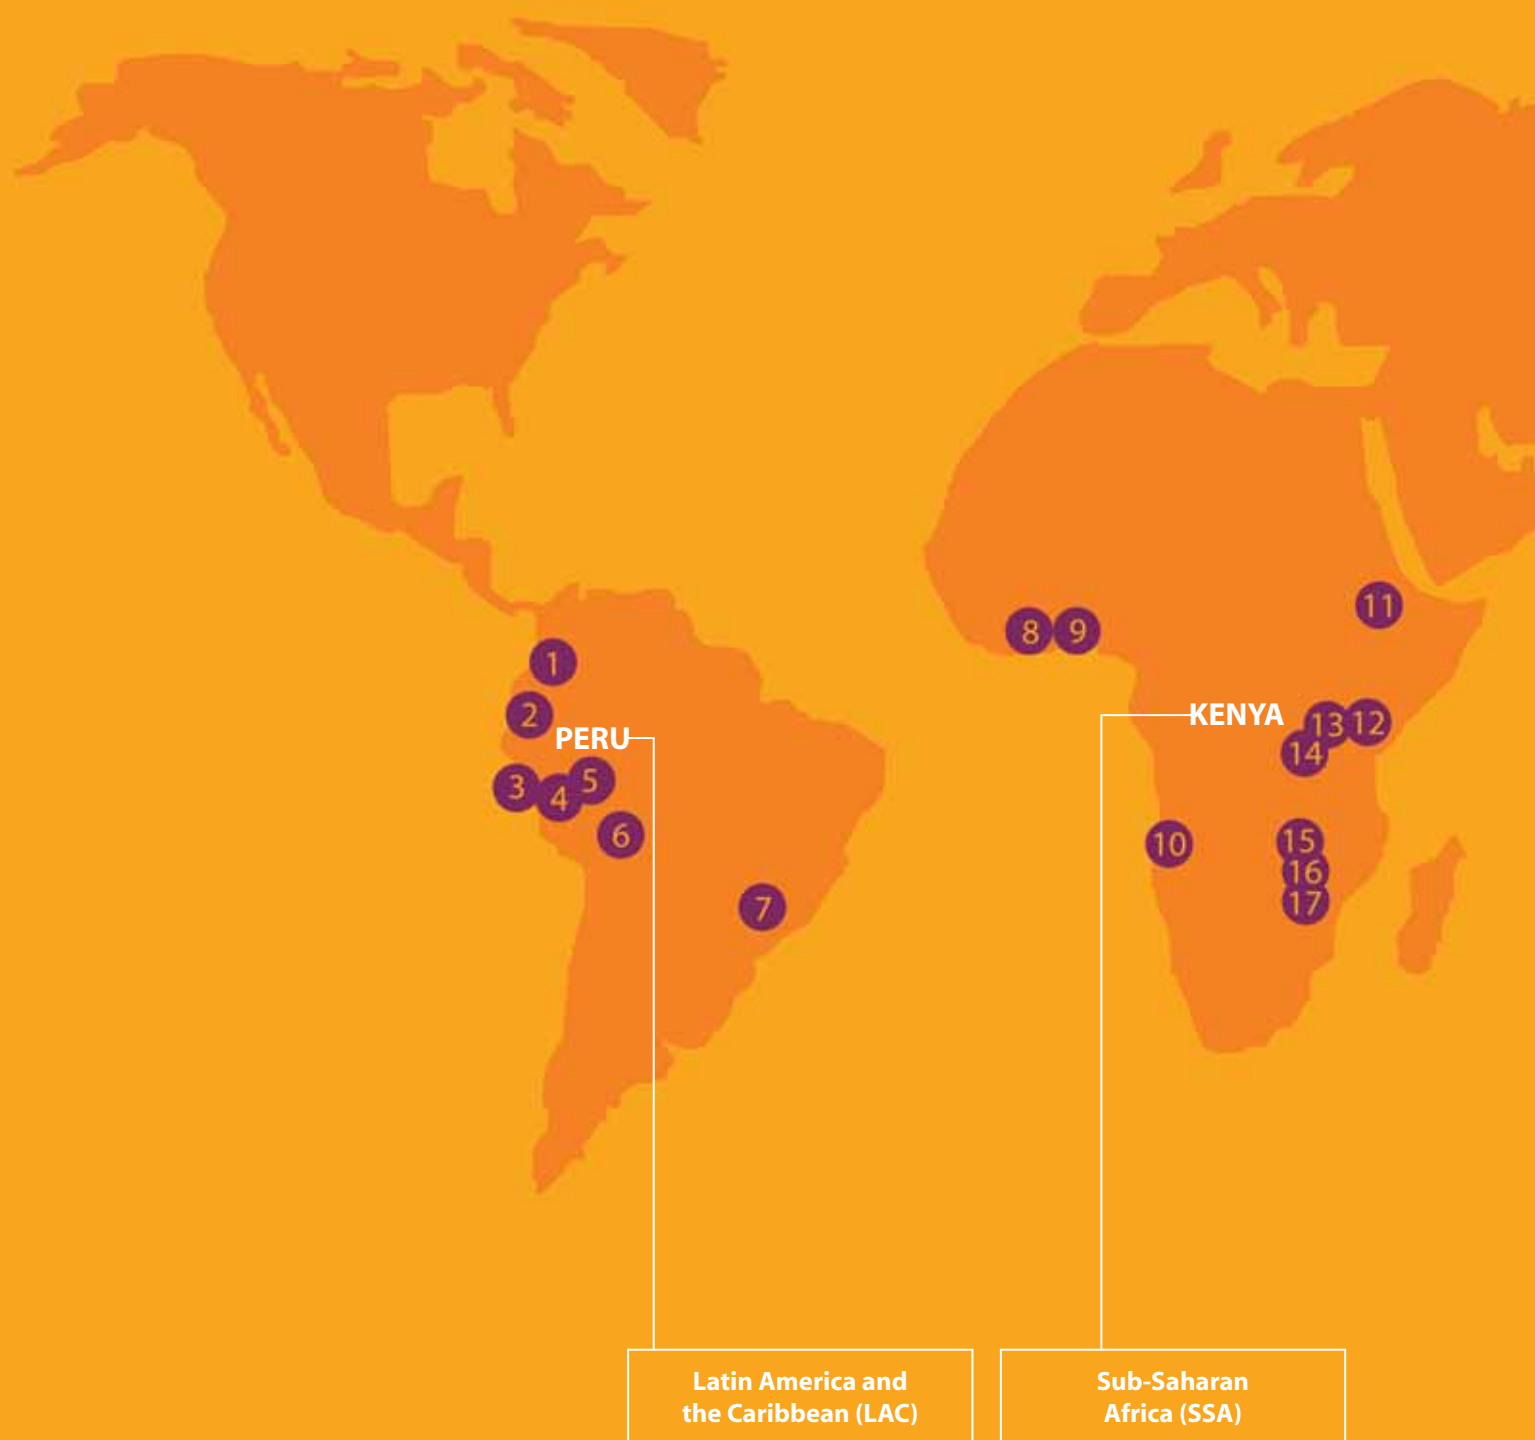 11
8
9
1
2
PERU
KENYA
13
12
14
3
4
5
6
10
15
16
17
7
Latin America and
the Caribbean (LAC)
Sub-Saharan
Africa (SSA)